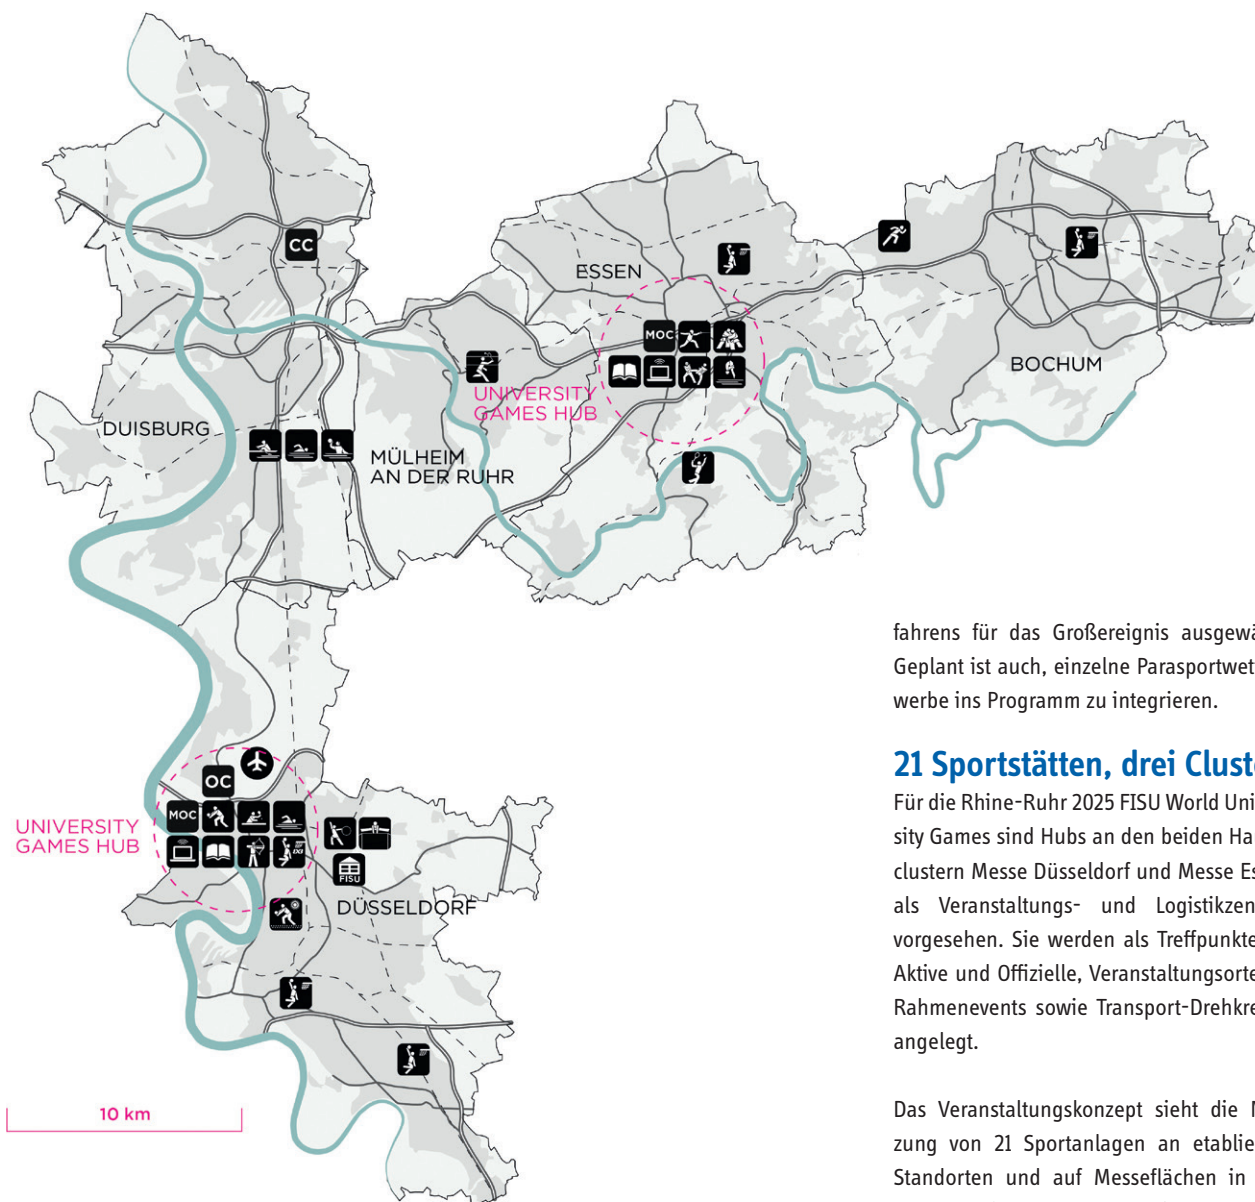 CC
ESSEN
MOC
BOCHUM
UNIVERSITY
GAMES HUB
DUISBURG
MÜLHEIM
AN DER RUHR
OC
MOC
UNIVERSITY
GAMES HUB
3X3
FISU
DÜSSELDORF
10 km
fahrens für das Großereignis ausgewä
Geplant ist auch, einzelne Parasportwet
werbe ins Programm zu integrieren.
21 Sportstätten, drei Cluste
Für die Rhine-Ruhr 2025 FISU World Uni
sity Games sind Hubs an den beiden Ha
clustern Messe Düsseldorf und Messe Es
als Veranstaltungs- und Logistikzen
vorgesehen. Sie werden als Treffpunkte
Aktive und Offizielle, Veranstaltungsorte
Rahmenevents sowie Transport-Drehkre
angelegt.
Das Veranstaltungskonzept sieht die N
zung von 21 Sportanlagen an etablie
Standorten und auf Messeflächen in